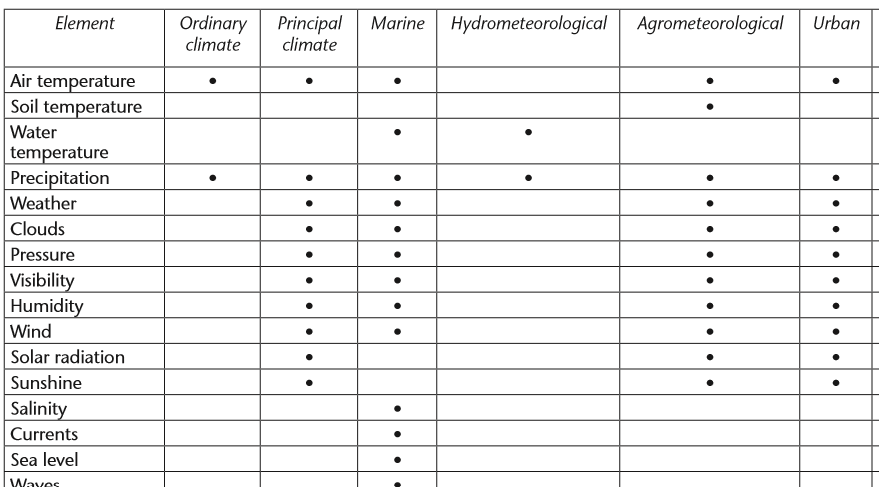 Element Ordinary climate Principal climate Marine Hydrometeorological Agrometeorological Urban
Air temperature • • • • •
Soil temperature •
Water temperature • •
Precipitation • • • • • •
Weather • • • •
Clouds • • • •
Pressure • • • •
Visibility • • • •
Humidity • • • •
Wind • • • •
Solar radiation • • •
Sunshine • • •
Salinity •
Currents •
Sea level •
Waves •